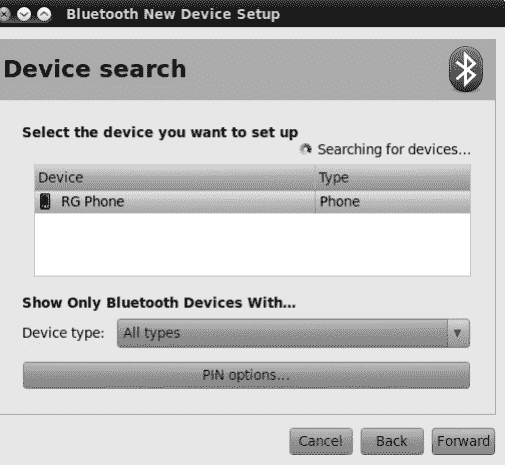 Bluetooth New Device Setup
Device search
Select the device you want to set up
Searching for devices...
Device Type
RG Phone Phone
Show Only Bluetooth Devices With...
Device type: All types
PIN options...
Cancel Back Forward